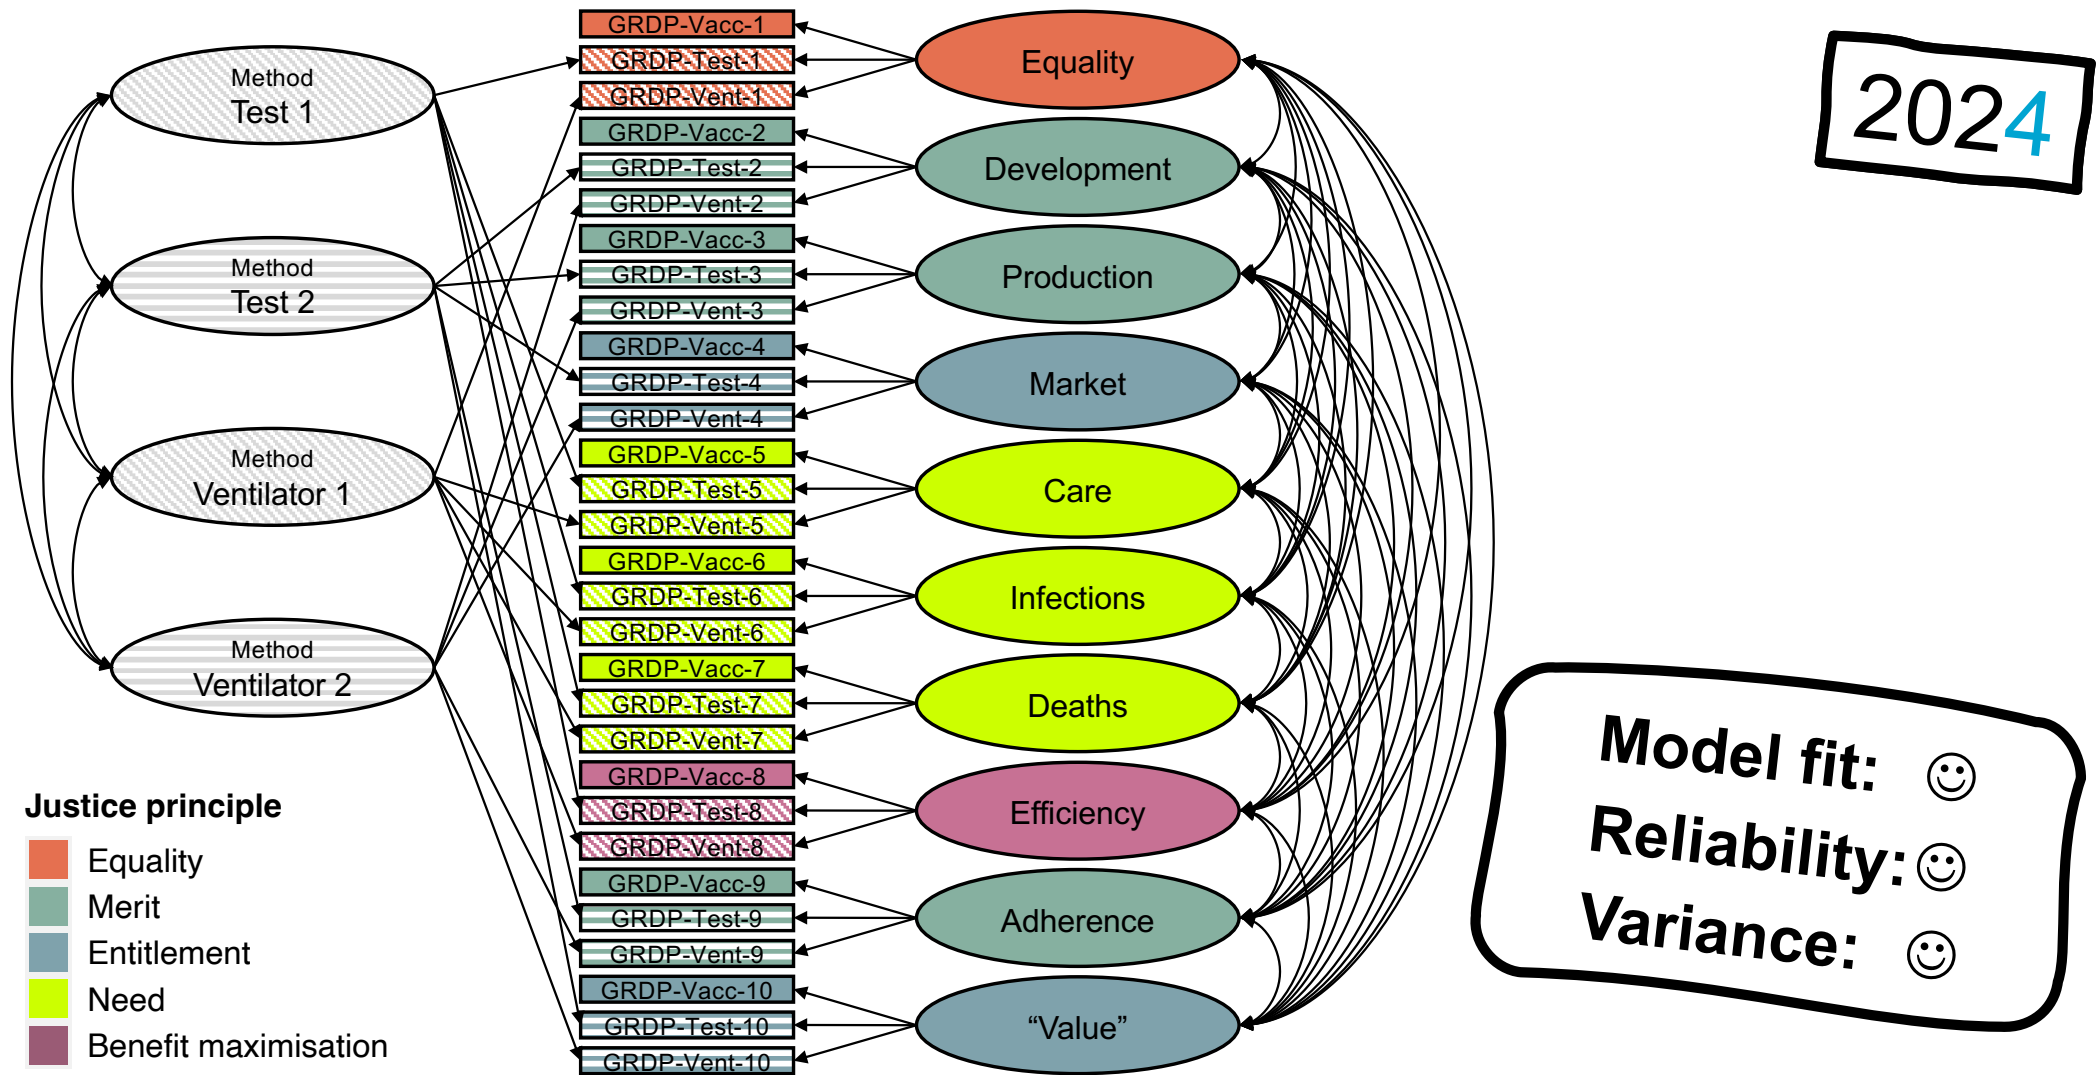 Method
Test 1
Method
Test 2
Method
Ventilator 1
Method
Ventilator 2
Justice principle
Equality
Merit
Entitlement
Need
Benefit maximisation
GRDP-Vacc-1
GRDP-Test-1
GRDP-Vent-1
GRDP-Vacc-2
GRDP-Test-2
GRDP-Vent-2
GRDP-Vacc-3
GRDP-Test-3
GRDP-Vent-3
GRDP-Vacc-4
GRDP-Test-4
GRDP-Vent-4
GRDP-Vacc-5
GRDP-Test-5
GRDP-Vent-5
GRDP-Vacc-6
GRDP-Test-6
GRDP-Vent-6
GRDP-Vacc-7
GRDP-Test-7
GRDP-Vent-7
GRDP-Vacc-8
GRDP-Test-8
GRDP-Vent-8
GRDP-Vacc-9
GRDP-Test-9
GRDP-Vent-9
GRDP-Vacc-10
GRDP-Test-10
GRDP-Vent-10
Equality
Development
Production
Market
Care
Infections
Deaths
Efficiency
Adherence
“Value”
2024
Model fit: ☺
Reliability: ☺
Variance: ☺